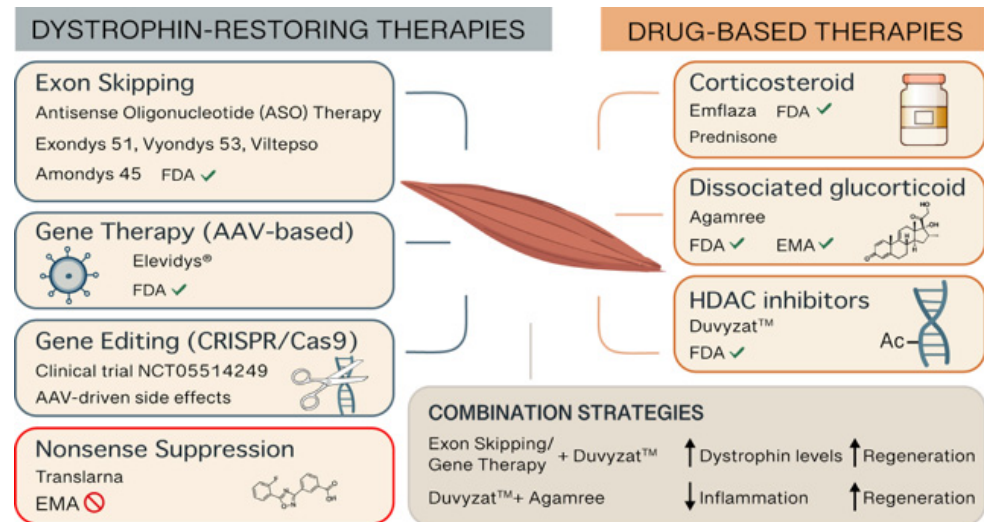 DYSTROPHIN-RESTORING THERAPIES
Exon Skipping
Antisense Oligonucleotide (ASO) Therapy
Exondys 51, Vyondys 53, Viltepso
Amondys 45 FDA ✓
Gene Therapy (AAV-based)
Elevidys®
FDA ✓
Gene Editing (CRISPR/Cas9)
Clinical trial NCT05514249
AAV-driven side effects
Nonsense Suppression
Translarna
EMA
F
N
O
N
O
OH
DRUG-BASED THERAPIES
Corticosteroid
Emflaza FDA ✓
Prednisone
Dissociated glucorticoid
Agamree
FDA ✓ EMA ✓
HO
O
OH
H
H
O
HDAC inhibitors
Duvyzat™
FDA ✓
Ac
COMBINATION STRATEGIES
Exon Skipping/
Gene Therapy + Duvyzat™ ↑ Dystrophin levels ↑ Regeneration
Duvyzat™+ Agamree ↓ Inflammation ↑ Regeneration